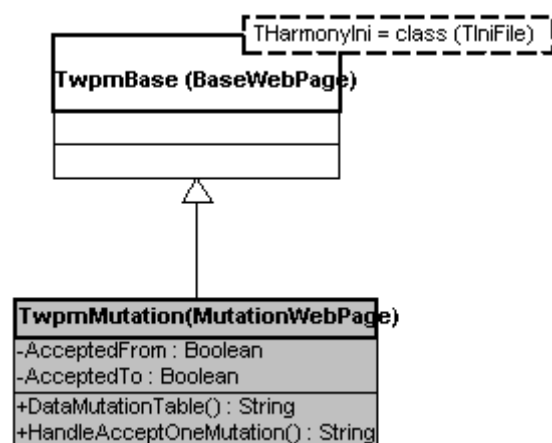 THarmonyIni = class (TIniFile)
TwpmBase (BaseWebPage)
TwpmMutation(MutationWebPage)
-AcceptedFrom : Boolean
-AcceptedTo : Boolean
+DataMutationTable() : String
+HandleAcceptOneMutation() : String